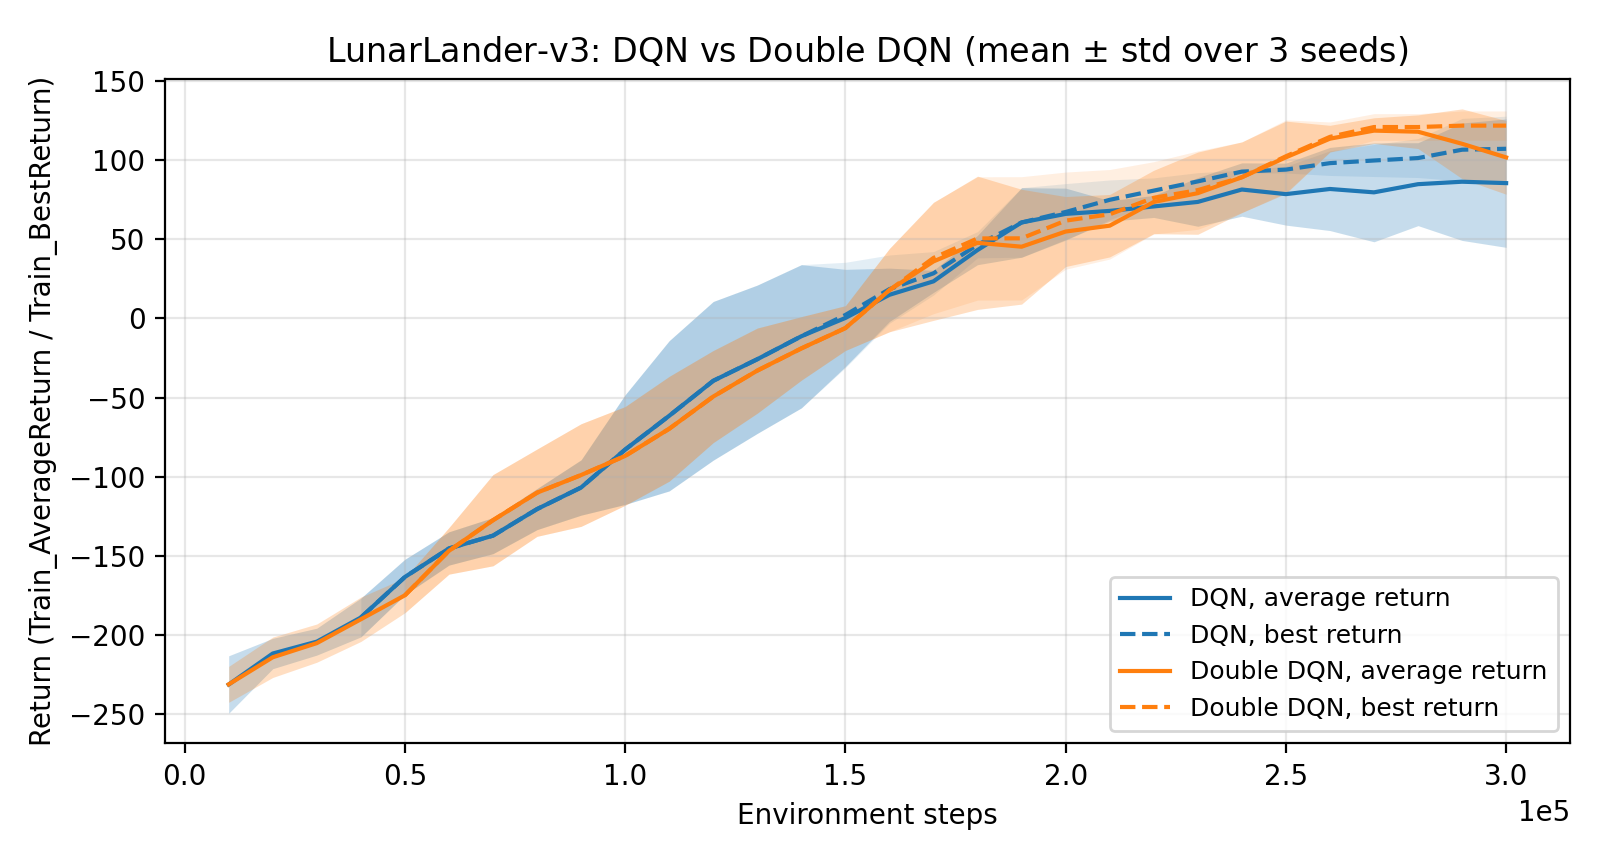 LunarLander-v3: DQN vs Double DQN (mean ± std over 3 seeds)
Return (Train_AverageReturn / Train_BestReturn)
150
100
50
0
−50
−100
−150
−200
−250
DQN, average return
DQN, best return
Double DQN, average return
Double DQN, best return
0.0 0.5 1.0 1.5 2.0 2.5 3.0
1e5
Environment steps